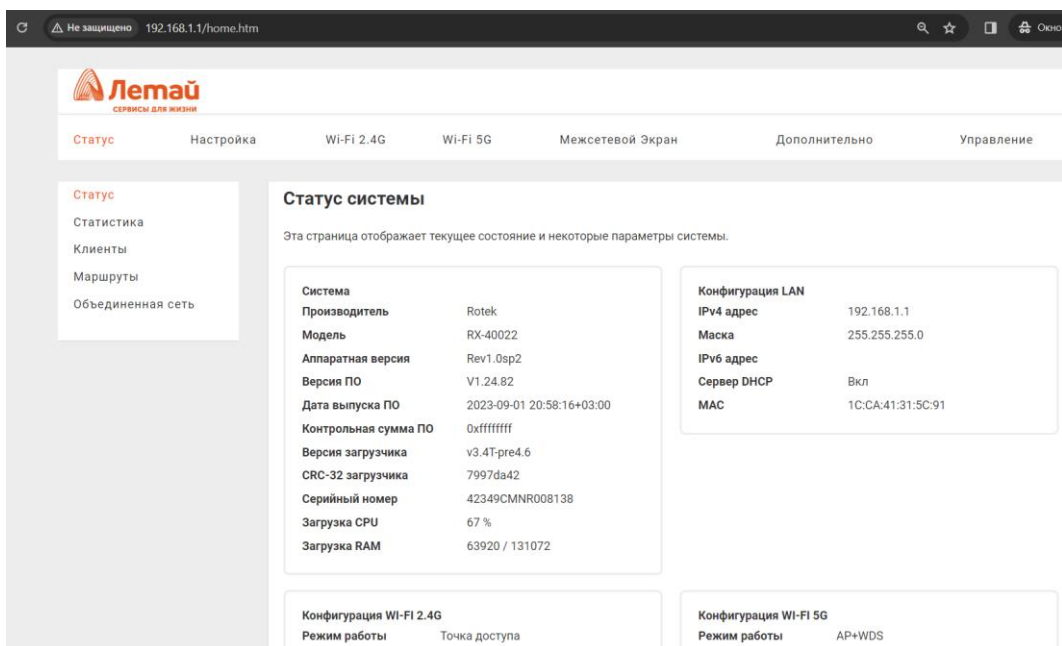 Не защищено 192.168.1.1/home.htm Окно
Летай
СЕРВИСЫ ДЛЯ ЖИЗНИ
Статус Настройка Wi-Fi 2.4G Wi-Fi 5G Межсетевой Экран Дополнительно Управление
Статус
Статистика
Клиенты
Маршруты
Объединенная сеть
Статус системы
Эта страница отображает текущее состояние и некоторые параметры системы.
Система
Производитель Rotek
Модель RX-40022
Аппаратная версия Rev1.0sp2
Версия ПО V1.24.82
Дата выпуска ПО 2023-09-01 20:58:16+03:00
Контрольная сумма ПО 0xffffffff
Версия загрузчика v3.4T-pre4.6
CRC-32 загрузчика 7997da42
Серийный номер 42349CMNR008138
Загрузка CPU 67 %
Загрузка RAM 63920 / 131072
Конфигурация LAN
IPv4 адрес 192.168.1.1
Маска 255.255.255.0
IPv6 адрес
Сервер DHCP Вкл
MAC 1C:CA:41:31:5C:91
Конфигурация WI-FI 2.4G
Режим работы Точка доступа
Конфигурация WI-FI 5G
Режим работы AP+WDS